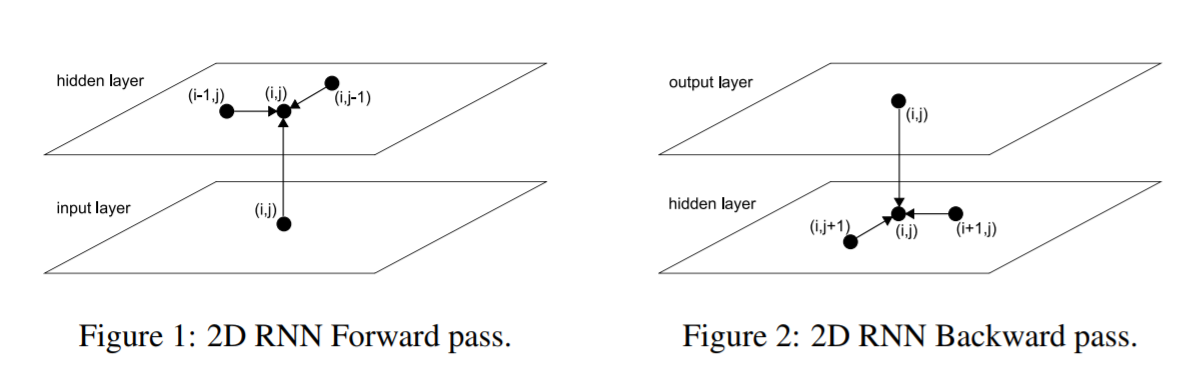 hidden layer
(i-1,j)
(i,j)
(i,j-1)
input layer
(i,j)
Figure 1: 2D RNN Forward pass.
output layer
(i,j)
hidden layer
(i,j+1)
(i,j)
(i+1,j)
Figure 2: 2D RNN Backward pass.